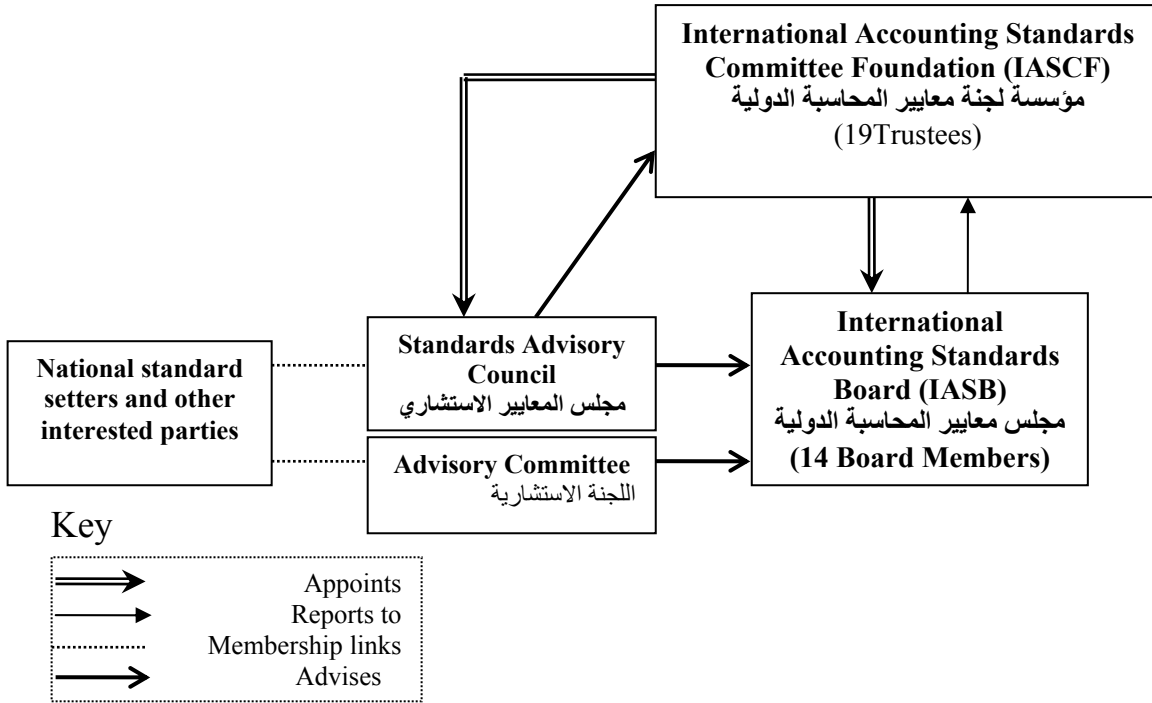 International Accounting Standards
Committee Foundation (IASCF)
مؤسسة لجنة معايير المحاسبة الدولية
(19Trustees)
National standard
setters and other
interested parties
Standards Advisory
Council
مجلس المعايير الاستشاري
Advisory Committee
اللجنة الاستشارية
International
Accounting Standards
Board (IASB)
مجلس معايير المحاسبة الدولية
(14 Board Members)
Key
Appoints
Reports to
Membership links
Advises